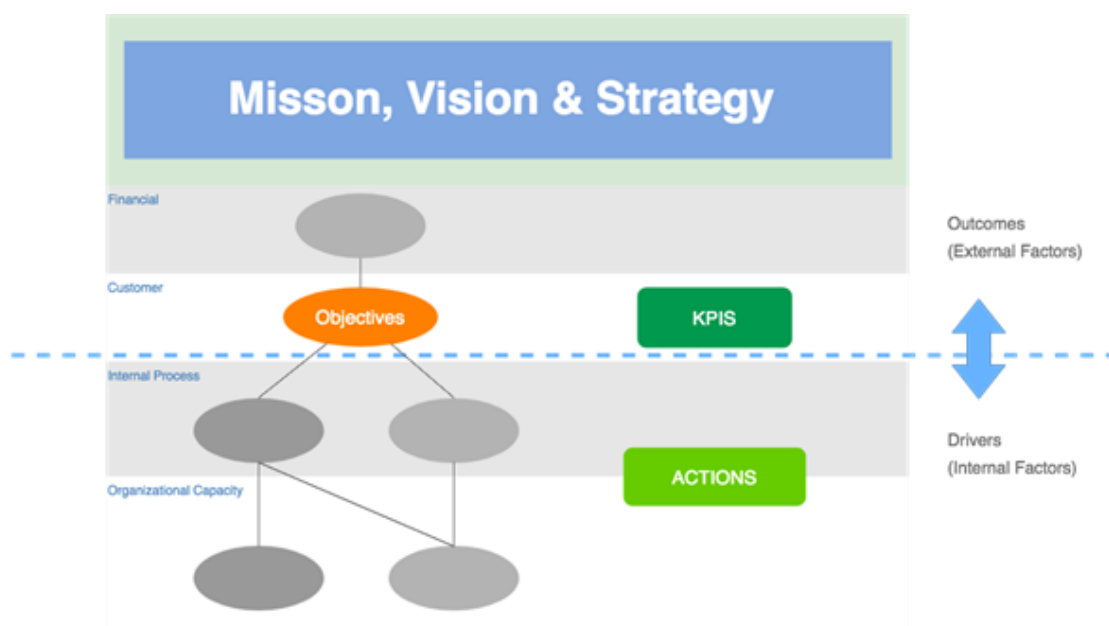 Misson, Vision & Strategy
Financial
Outcomes
(External Factors)
Customer
Objectives
KPIS
Internal Process
Drivers
(Internal Factors)
ACTIONS
Organizational Capacity